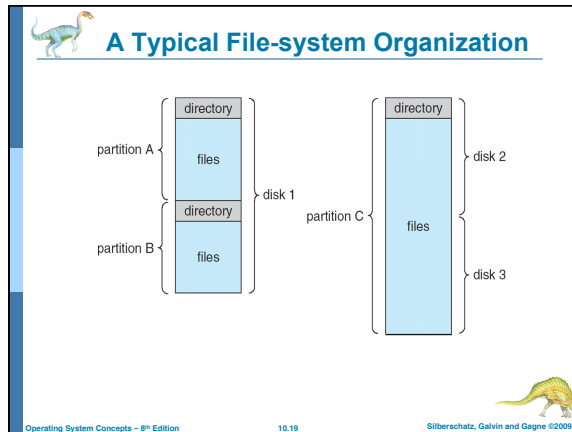 A Typical File-system Organization
directory
partition A
files
disk 1
directory
partition B
files
directory
disk 2
partition C
files
disk 3
Operating System Concepts – 8th Edition
10.19
Silberschatz, Galvin and Gagne ©2009